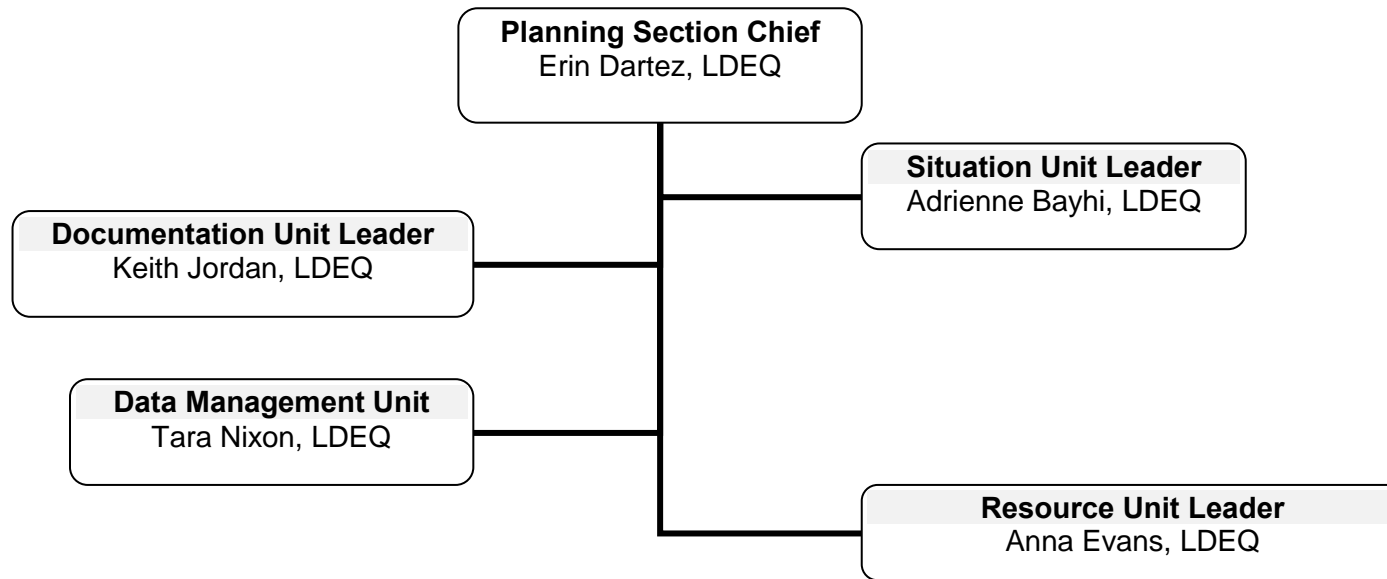 Planning Section Chief
Erin Dartez, LDEQ
Situation Unit Leader
Adrienne Bayhi, LDEQ
Documentation Unit Leader
Keith Jordan, LDEQ
Data Management Unit
Tara Nixon, LDEQ
Resource Unit Leader
Anna Evans, LDEQ